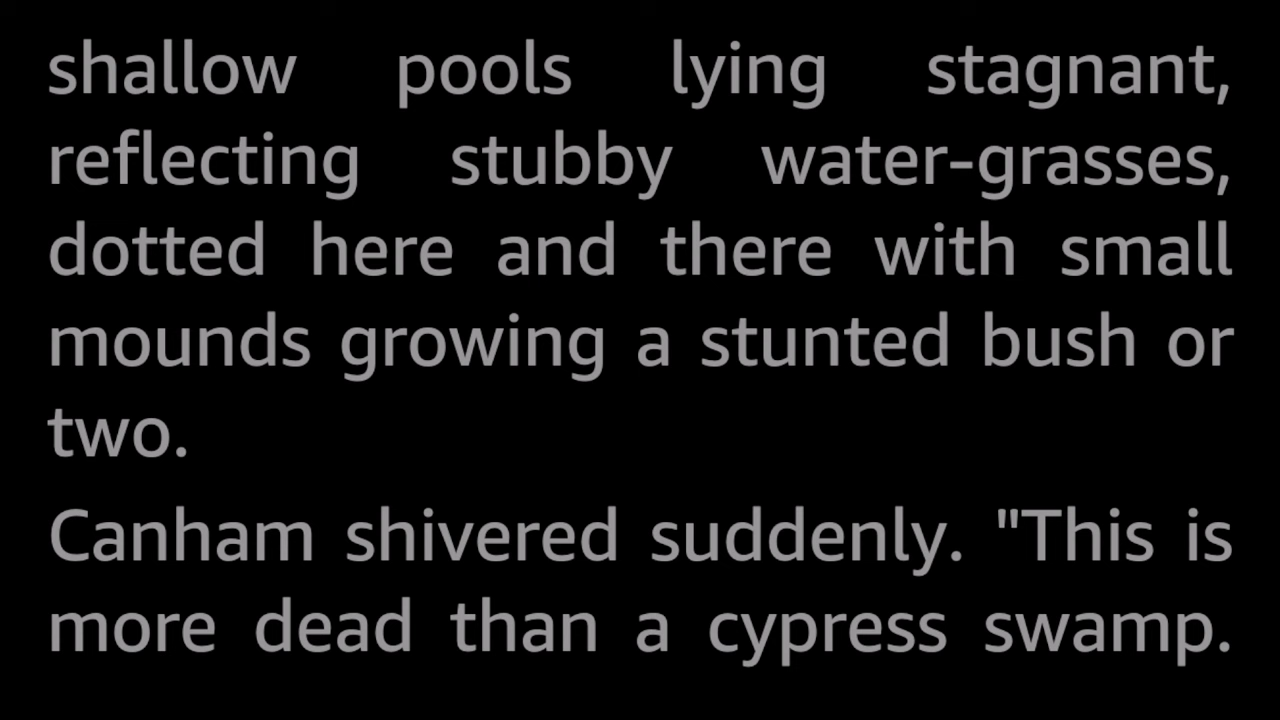 shallow pools lying stagnant,
reflecting stubby water-grasses,
dotted here and there with small
mounds growing a stunted bush or
two.
Canham shivered suddenly. "This is
more dead than a cypress swamp.